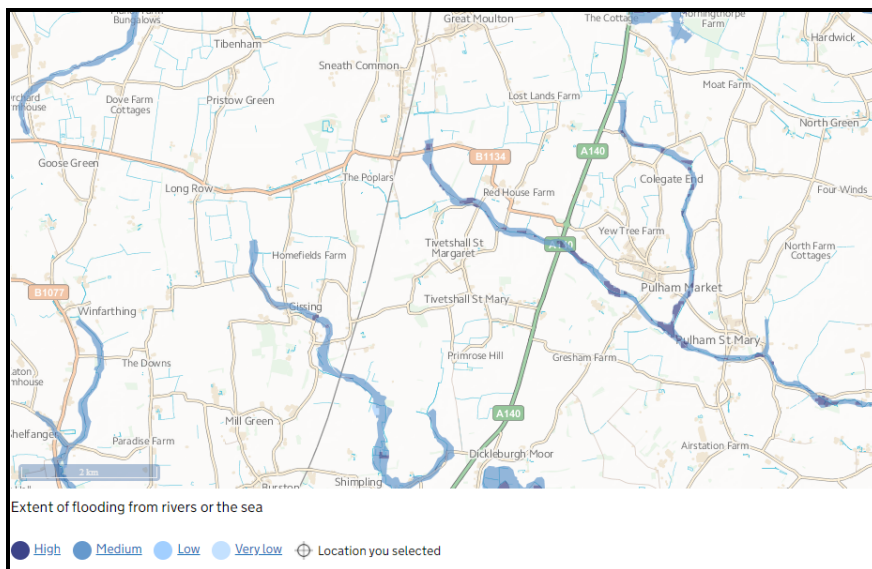 Bungalows
Great Moulton
The Cottage
Morningthorpe
Farm
Hardwick
Tibenham
Sneath Common
Moat Farm
Dove Farm
Cottages
Pristow Green
Lost Lands Farm
North Green
A140
Goose Green
B1134
Long Row
The Poplars
Red House Farm
Colegate End
Four Winds
Yew Tree Farm
Tivetshall St
Margaret
A140
North Farm
Cottages
Homefields Farm
B1077
Pulham Market
Winfarthing
Gissing
Tivetshall St Mary
Pulham St Mary
The Downs
Primrose Hill
Gresham Farm
A140
Mill Green
Shelfanger
Paradise Farm
Airstation Farm
Dickleburgh Moor
2 km
Shimpling
Burston
Extent of flooding from rivers or the sea
High Medium Low Very low Location you selected